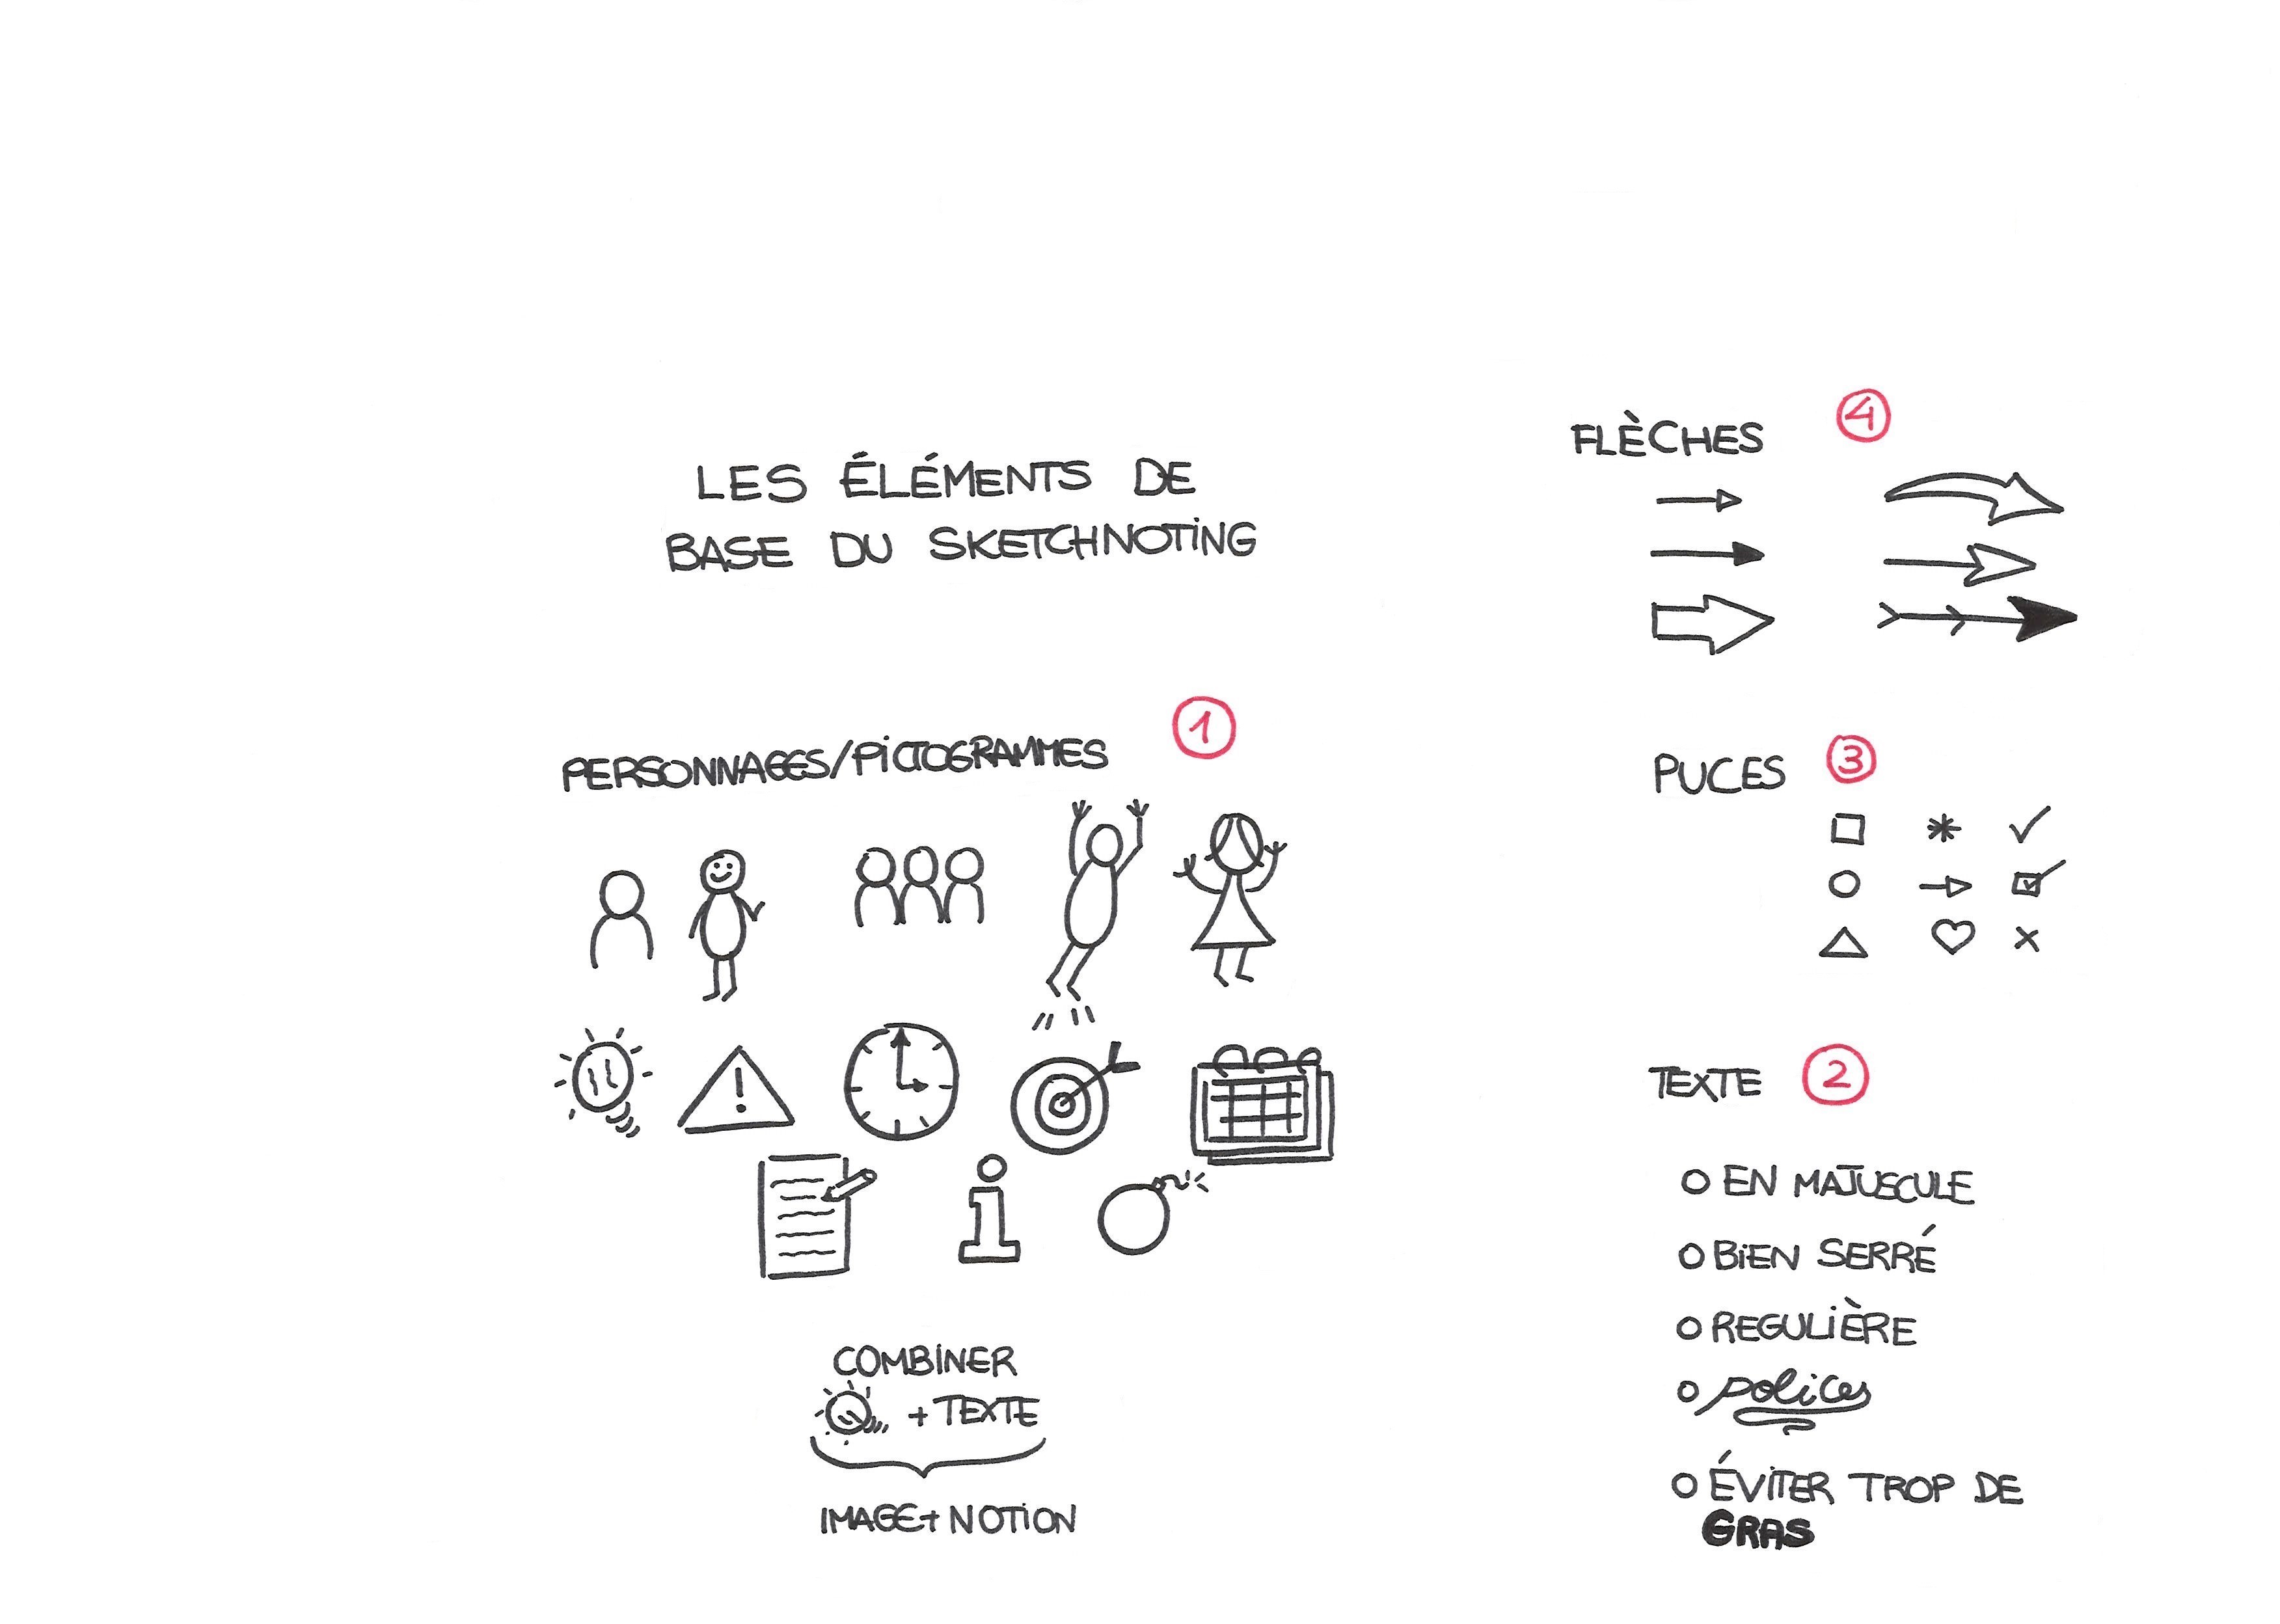 LES ÉLÉMENTS DE
BASE DU SKETCHNOTING
PERSONNAGES/PICTOGRAMMES 1
COMBINER
+ TEXTE
IMAGE + NOTION
FLÈCHES 4
PUCES 3
TEXTE 2
O EN MAJUSCULE
O BIEN SERRÉ
O REGULIÈRE
O polices
O ÉVITER TROP DE
GRAS